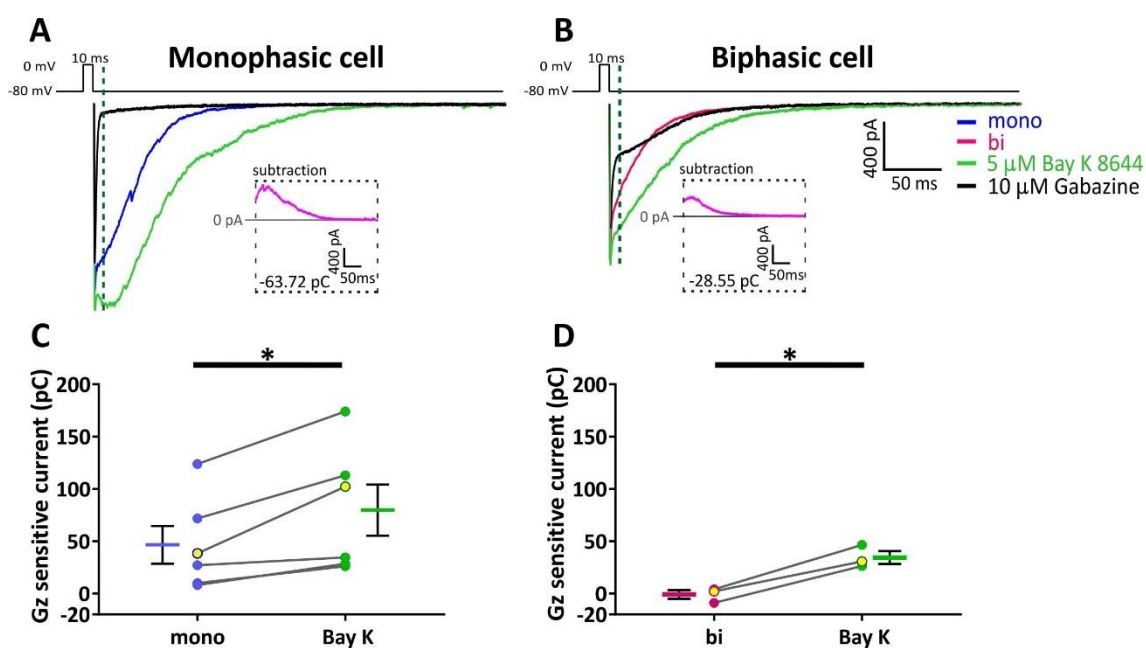 A
Monophasic cell
10 ms
0 mV
-80 mV
subtraction
0 pA
400 pA
50ms
-63.72 pC
B
Biphasic cell
10 ms
0 mV
-80 mV
400 pA
50 ms
mono
bi
5 μM Bay K 8644
10 μM Gabazine
subtraction
0 pA
400 pA
50ms
-28.55 pC
C
*
Gz sensitive current (pC)
200
150
100
50
0
-20
mono
Bay K
D
*
Gz sensitive current (pC)
200
150
100
50
0
-20
bi
Bay K